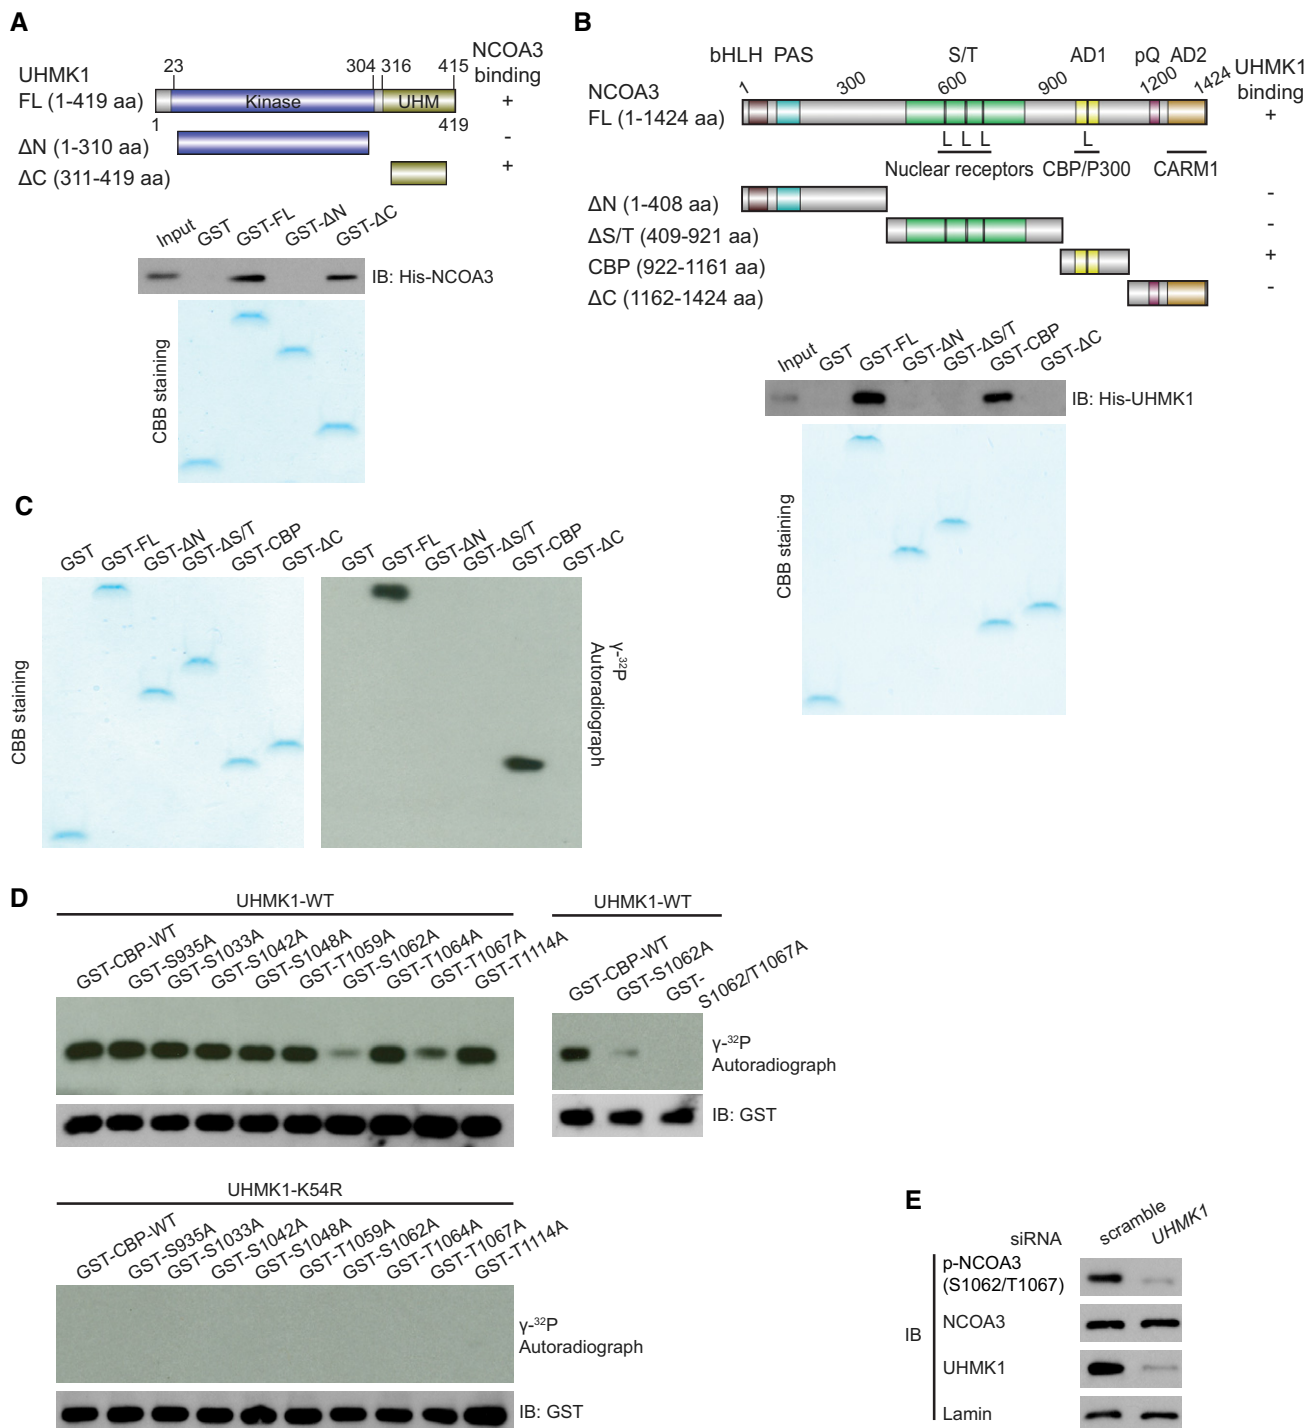 A
UHMK1
23
304
316
415
NCOA3
binding
FL (1-419 aa)
Kinase
UHM
+
1
419
ΔN (1-310 aa)
-
ΔC (311-419 aa)
+
Input
GST
GST-FL
GST-ΔN
GST-ΔC
IB: His-NCOA3
CBB staining
B
bHLH
PAS
S/T
AD1
pQ
AD2
NCOA3
1
300
600
900
1200
1424
UHMK1
binding
FL (1-1424 aa)
+
L L L
L
Nuclear receptors
CBP/P300
CARM1
ΔN (1-408 aa)
-
ΔS/T (409-921 aa)
-
CBP (922-1161 aa)
+
ΔC (1162-1424 aa)
-
Input
GST
GST-FL
GST-ΔN
GST-ΔS/T
GST-CBP
GST-ΔC
IB: His-UHMK1
CBB staining
C
GST
GST-FL
GST-ΔN
GST-ΔS/T
GST-CBP
GST-ΔC
GST
GST-FL
GST-ΔN
GST-ΔS/T
GST-CBP
GST-ΔC
CBB staining
γ-³²P
Autoradiograph
D
UHMK1-WT
GST-CBP-WT
GST-S935A
GST-S1033A
GST-S1042A
GST-S1048A
GST-T1059A
GST-S1062A
GST-T1064A
GST-T1067A
GST-T1114A
UHMK1-WT
GST-CBP-WT
GST-S1062A
GST-
S1062/T1067A
γ-³²P
Autoradiograph
IB: GST
UHMK1-K54R
GST-CBP-WT
GST-S935A
GST-S1033A
GST-S1042A
GST-S1048A
GST-T1059A
GST-S1062A
GST-T1064A
GST-T1067A
GST-T1114A
γ-³²P
Autoradiograph
IB: GST
E
siRNA
scramble
UHMK1
IB
p-NCOA3
(S1062/T1067)
NCOA3
UHMK1
Lamin